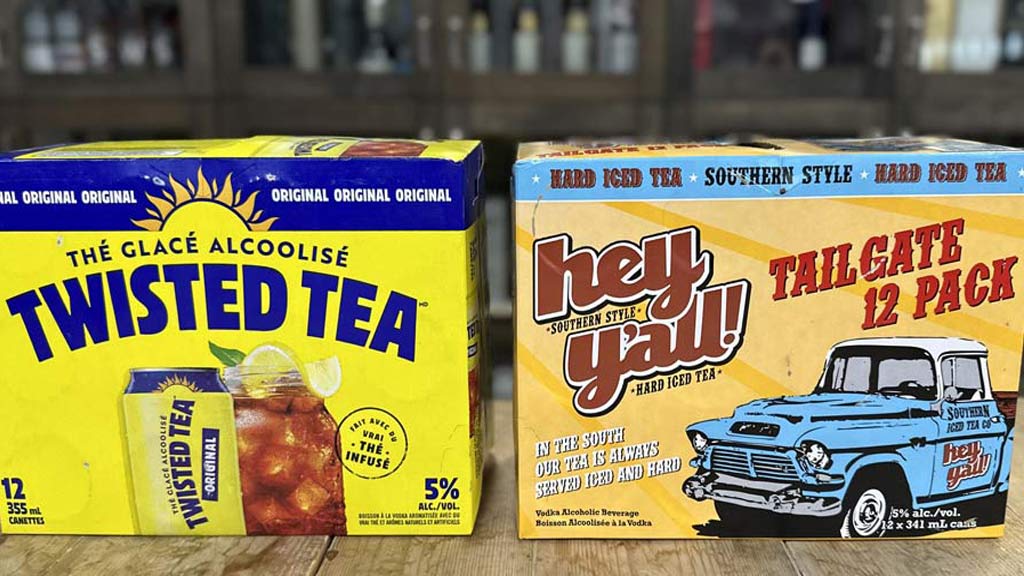 AL ORIGINAL ORIGINAL
ORIGINAL ORIGINAL ORIGINAL
THÉ GLACÉ ALCOOLISÉ
TWISTED TEA
THÉ GLACÉ ALCOOLISÉ
TWISTED TEA
ORIGINAL
FAIT AVEC DU
VRAI
·THÉ·
INFUSÉ
12
355 mL
CANETTES
5%
ALC./VOL.
BOISSON À LA VODKA AROMATISÉE AVEC DU
VRAI THÉ ET ARÔMES NATURELS ET ARTIFICIELS
TAILGATE 12 PA
HARD ICED TEA ★ SOUTHERN STYLE ★ HARD ICED TEA
hey
·SOUTHERN STYLE·
y'all!
·HARD ICED TEA·
TAILGATE
12 PACK
IN THE SOUTH
OUR TEA IS ALWAYS
SERVED ICED AND HARD
SOUTHERN
ICED TEA CO
hey
y'all!
Vodka Alcoholic Beverage
Boisson Alcoolisée à la Vodka
5% alc./vol.
12 x 341 mL cans